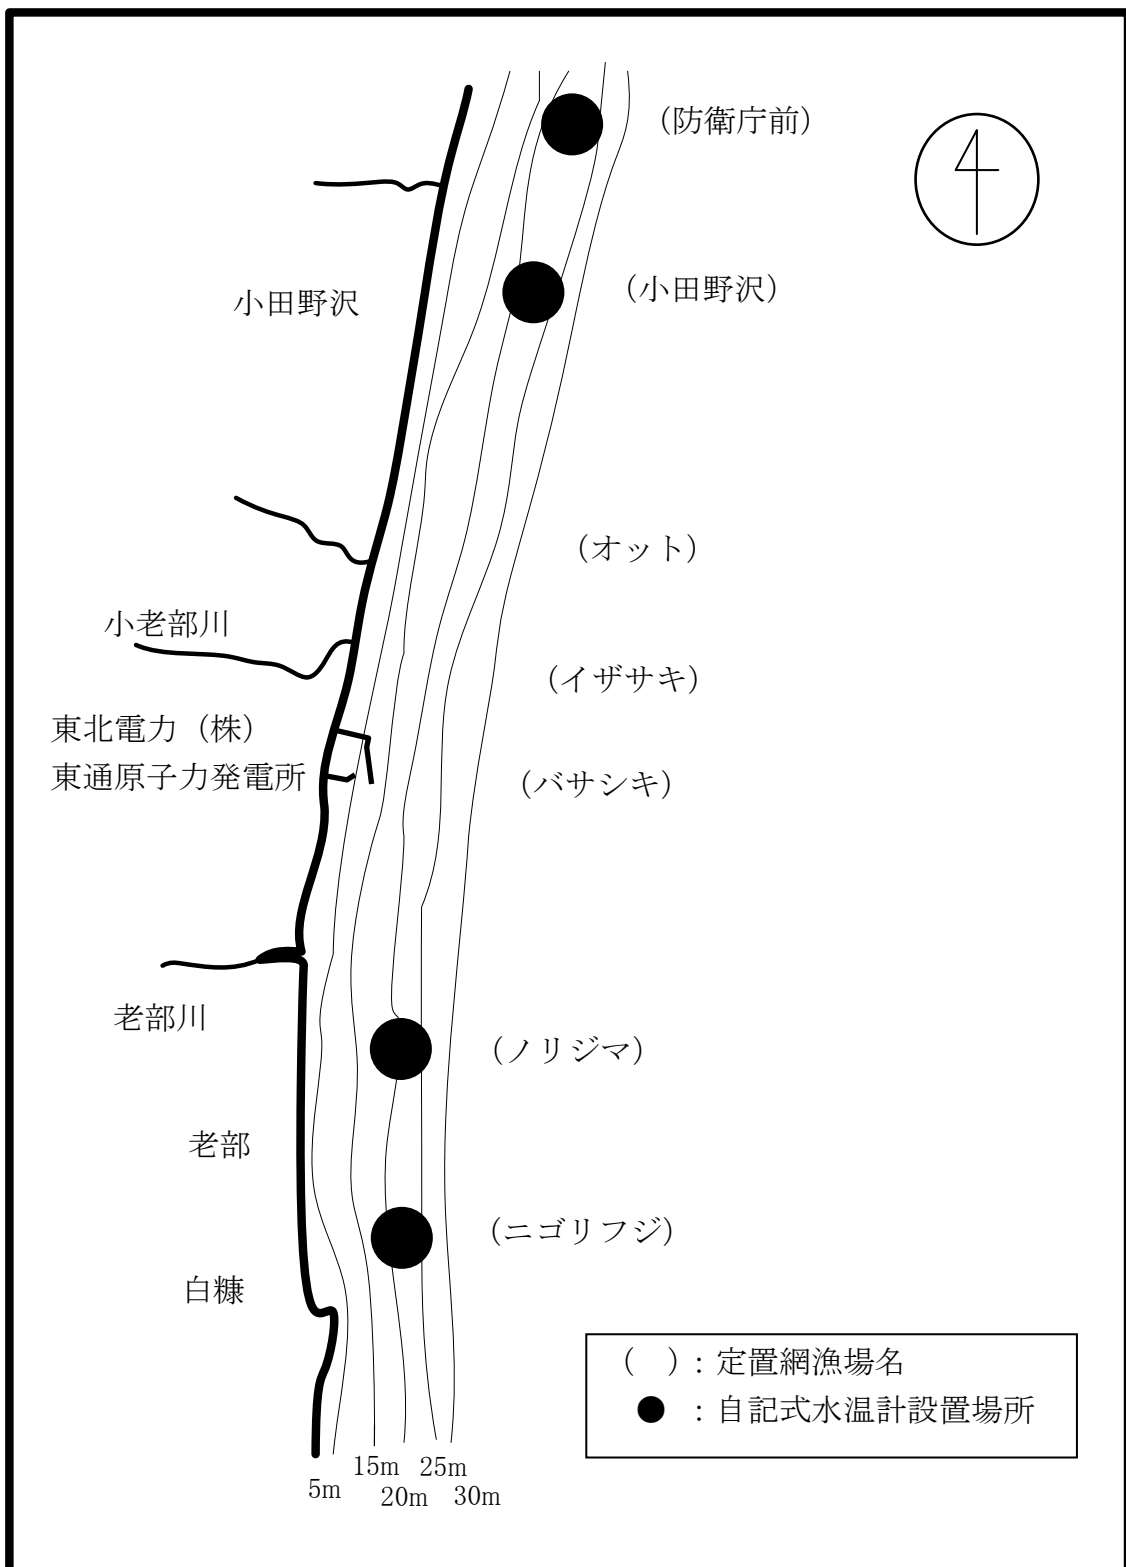 （防衛庁前）
（小田野沢）
小田野沢
（オット）
小老部川
（イザサキ）
東北電力（株）
東通原子力発電所
（バサシキ）
老部川
（ノリジマ）
老部
（ニゴリフジ）
白糠
（　）：定置網漁場名
●：自記式水温計設置場所
5m
15m
20m
25m
30m